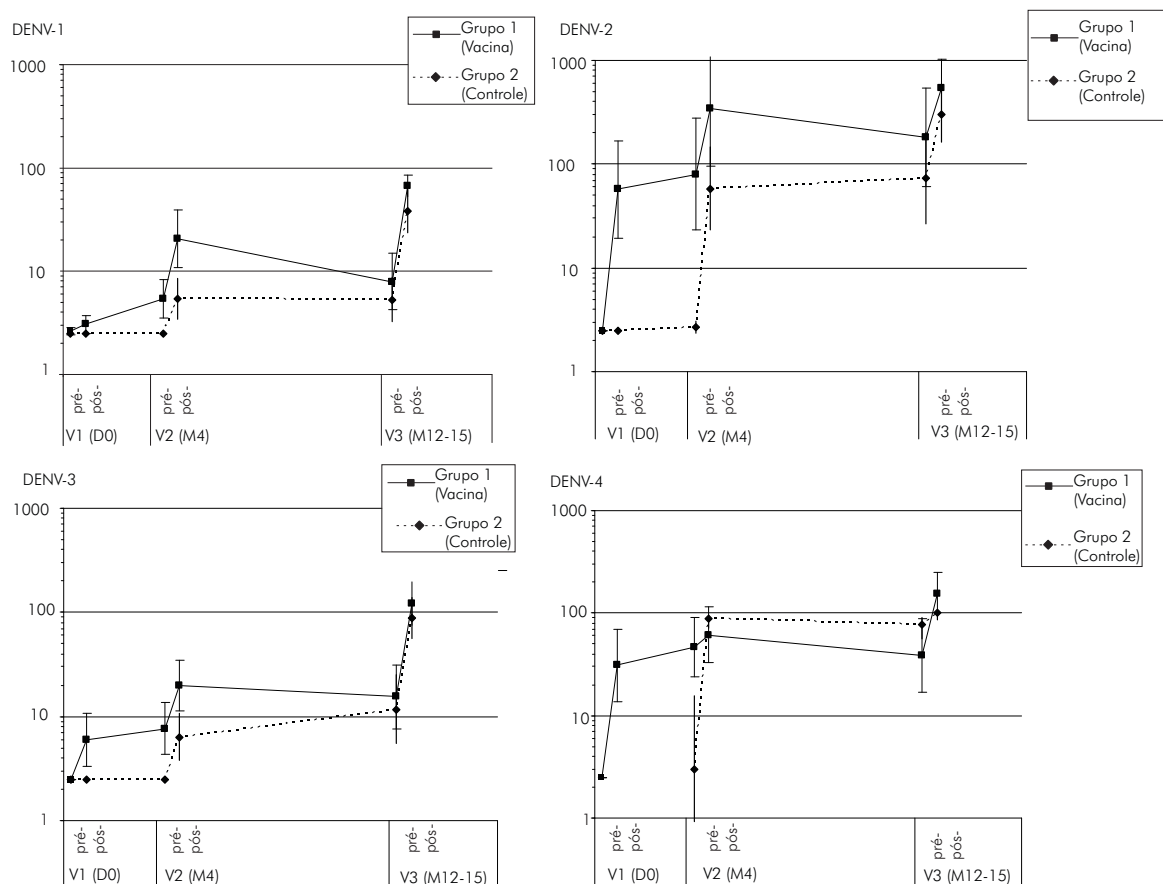 DENV-1
Grupo 1
(Vacina)
Grupo 2
(Controle)
1000
100
10
1
pré-
pós-
pré-
pós-
pré-
pós-
V1 (D0)
V2 (M4)
V3 (M12-15)
DENV-2
Grupo 1
(Vacina)
Grupo 2
(Controle)
1000
100
10
1
pré-
pós-
pré-
pós-
pré-
pós-
V1 (D0)
V2 (M4)
V3 (M12-15)
DENV-3
Grupo 1
(Vacina)
Grupo 2
(Controle)
1000
100
10
1
pré-
pós-
pré-
pós-
pré-
pós-
V1 (D0)
V2 (M4)
V3 (M12-15)
DENV-4
Grupo 1
(Vacina)
Grupo 2
(Controle)
1000
100
10
1
pré-
pós-
pré-
pós-
pré-
pós-
V1 (D0)
V2 (M4)
V3 (M12-15)